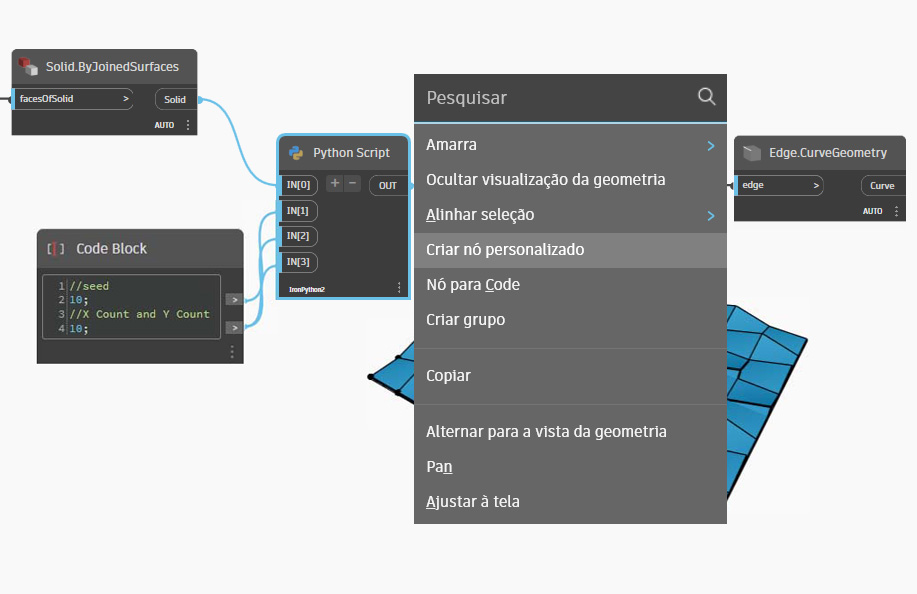 Solid.ByJoinedSurfaces
facesOfSolid >
Solid
AUTO
Code Block
1 //seed
2 10;
3 //X Count and Y Count
4 10;
>
>
Python Script
IN[0]
+ −
OUT
IN[1]
IN[2]
IN[3]
IronPython2
Pesquisar
Amarra >
Ocultar visualização da geometria
Alinhar seleção >
Criar nó personalizado
Nó para Code
Criar grupo
Copiar
Alternar para a vista da geometria
Pan
Ajustar à tela
Edge.CurveGeometry
edge >
Curve
AUTO